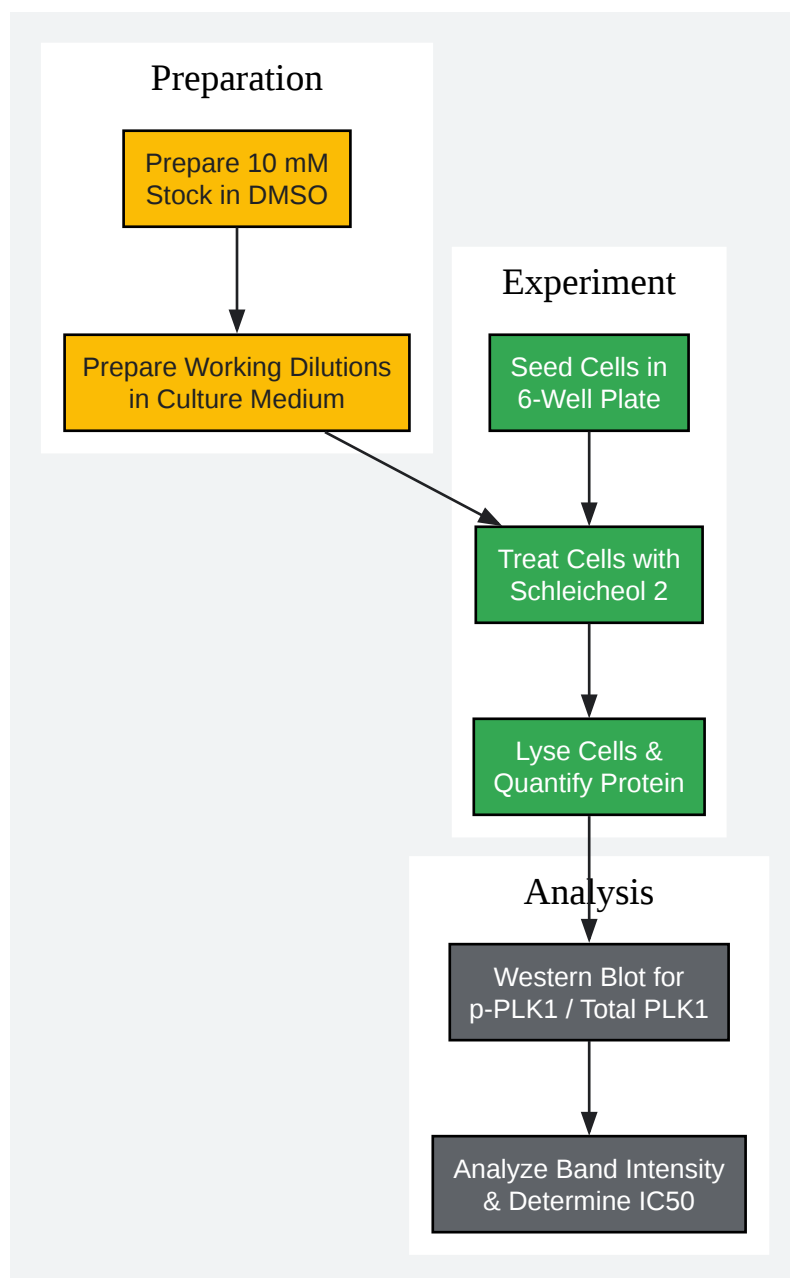 Preparation
Prepare 10 mM
Stock in DMSO
Prepare Working Dilutions
in Culture Medium
Experiment
Seed Cells in
6-Well Plate
Treat Cells with
Schleicheol 2
Lyse Cells &
Quantify Protein
Analysis
Western Blot for
p-PLK1 / Total PLK1
Analyze Band Intensity
& Determine IC50